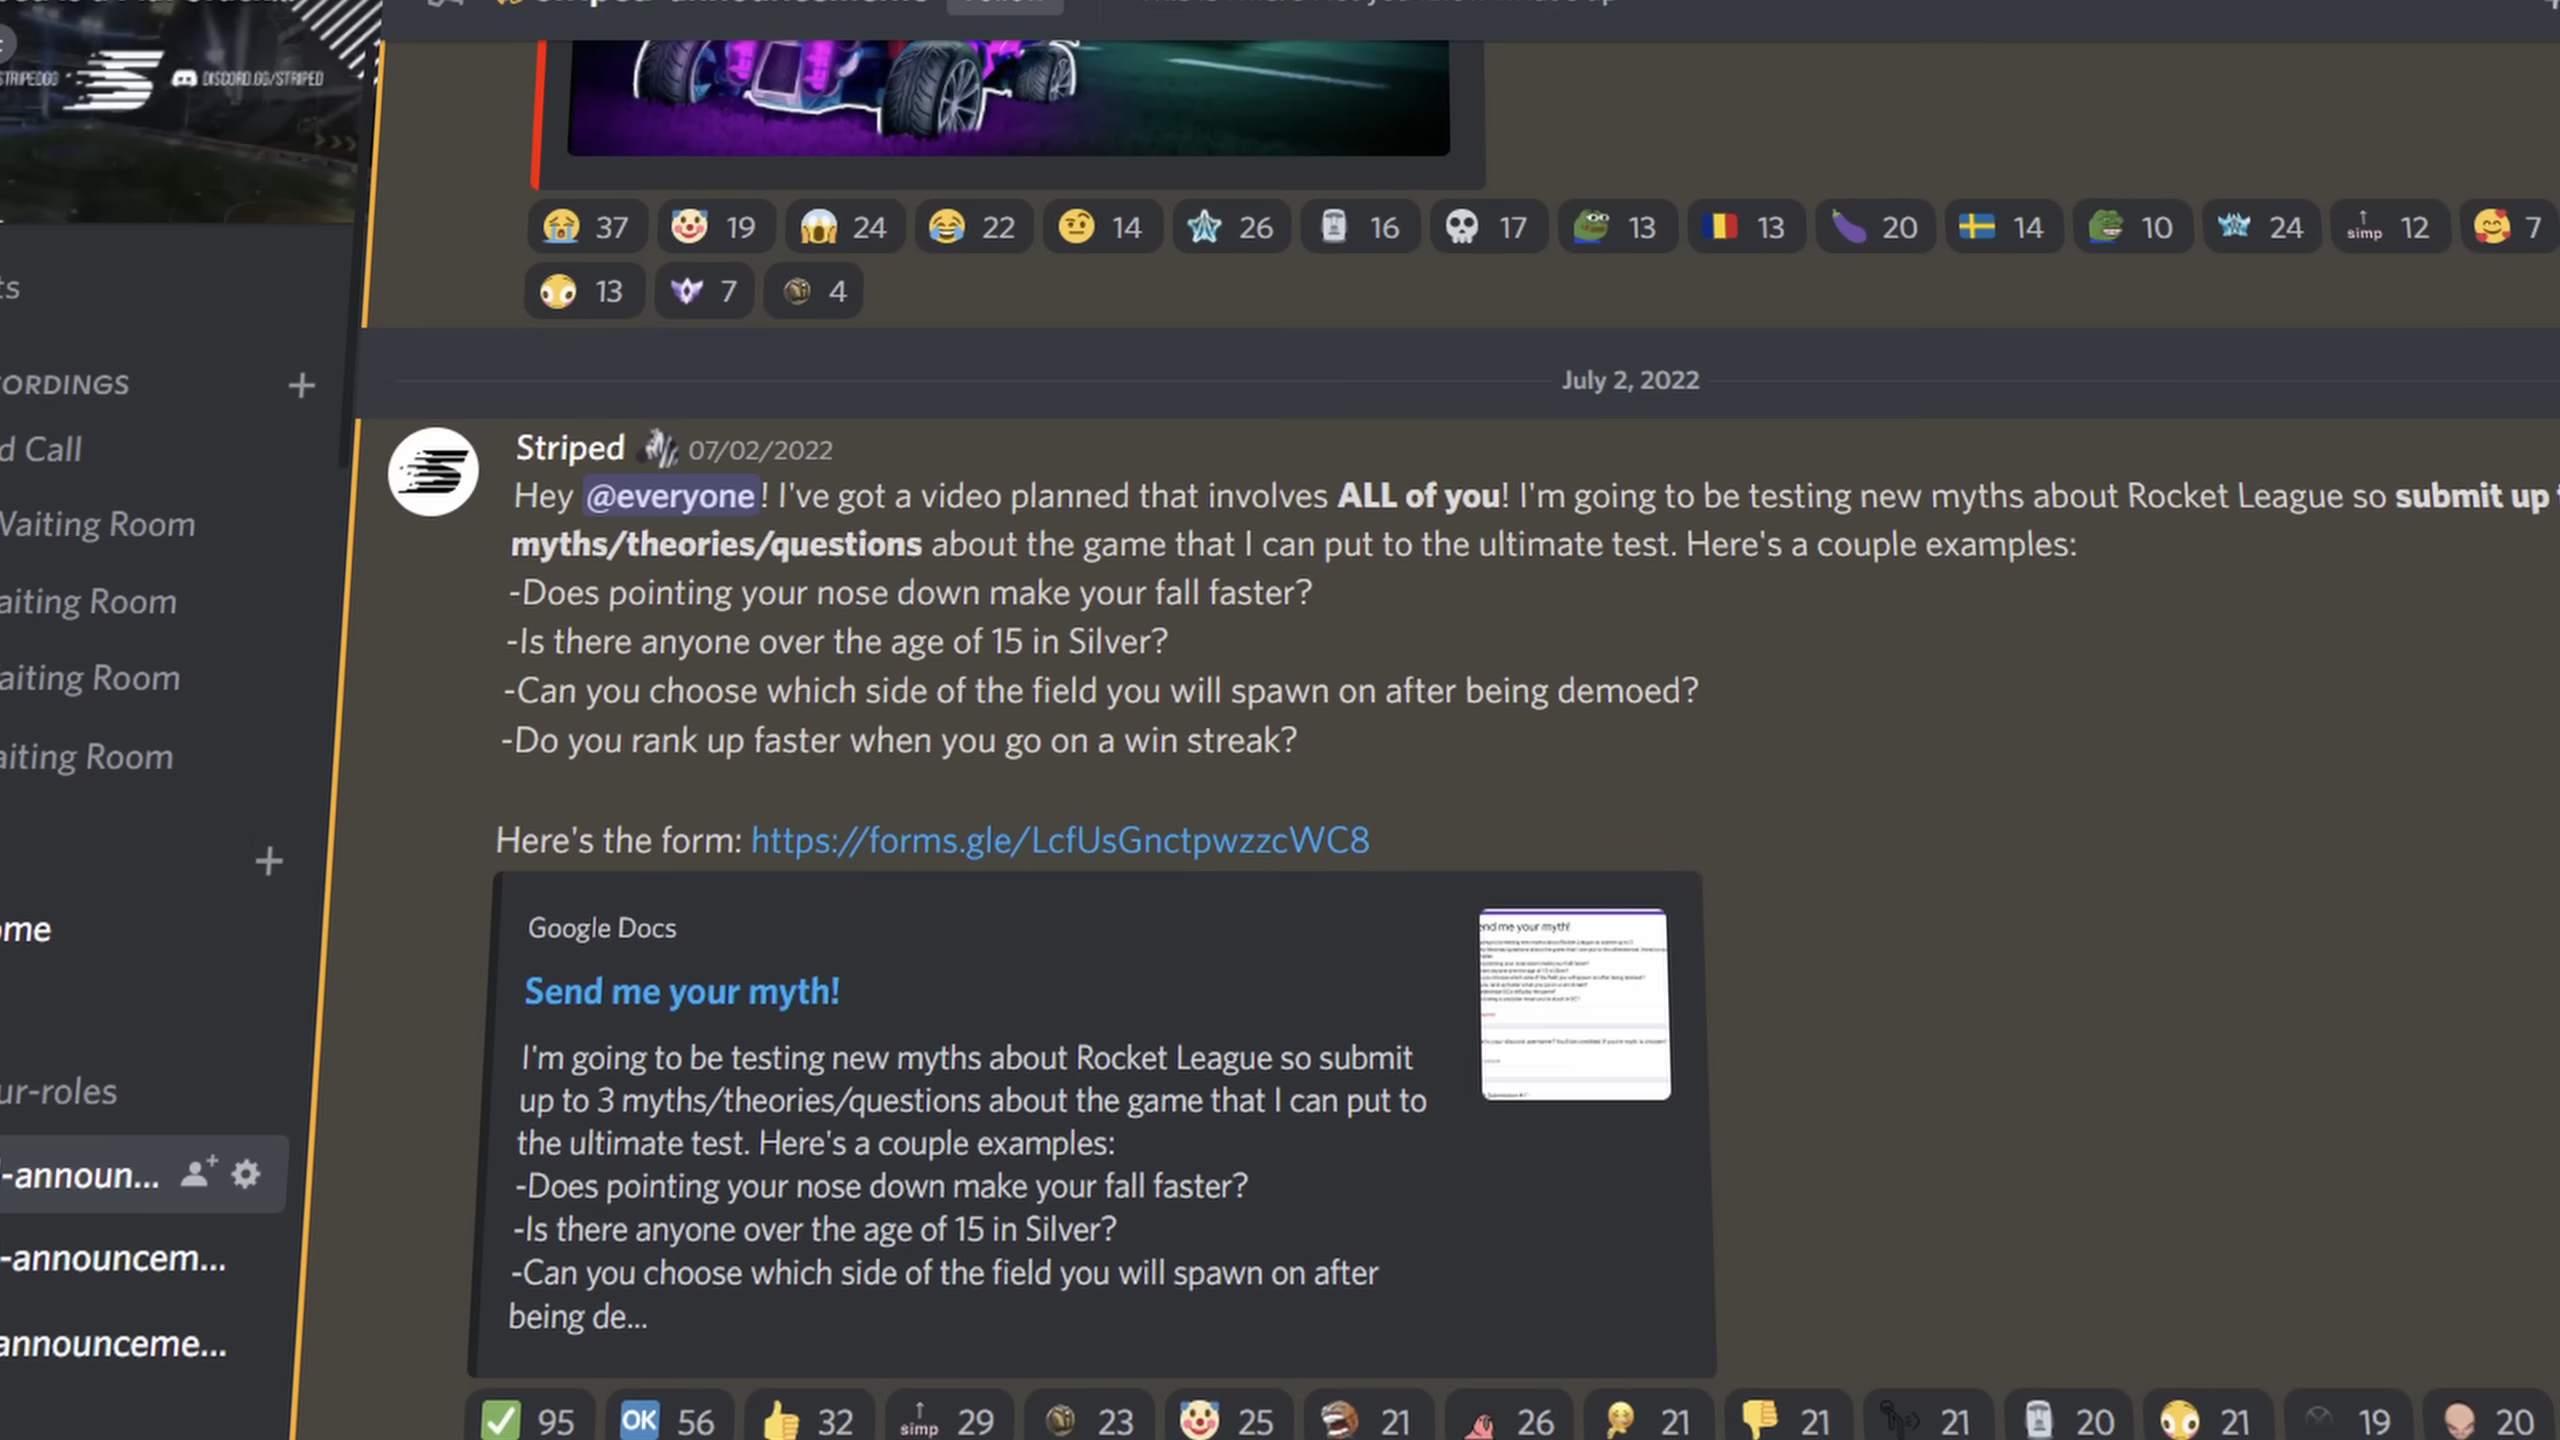 DISCORD.GG/STRIPED
37 19 24 22 14 26 16 17 13 13 20 14 10 24 simp 12 7
13 7 4
ORDINGS
d Call
Waiting Room
aiting Room
aiting Room
aiting Room
ome
ur-roles
-announ...
-announcem...
announceme...
July 2, 2022
Striped 07/02/2022
Hey @everyone! I've got a video planned that involves ALL of you! I'm going to be testing new myths about Rocket League so submit up
myths/theories/questions about the game that I can put to the ultimate test. Here's a couple examples:
-Does pointing your nose down make your fall faster?
-Is there anyone over the age of 15 in Silver?
-Can you choose which side of the field you will spawn on after being demoed?
-Do you rank up faster when you go on a win streak?
Here's the form: https://forms.gle/LcfUsGnctpwzzcWC8
Google Docs
Send me your myth!
I'm going to be testing new myths about Rocket League so submit
up to 3 myths/theories/questions about the game that I can put to
the ultimate test. Here's a couple examples:
-Does pointing your nose down make your fall faster?
-Is there anyone over the age of 15 in Silver?
-Can you choose which side of the field you will spawn on after
being de...
end me your myth!
95 OK 56 32 simp 29 23 25 21 26 21 21 21 20 21 19 20